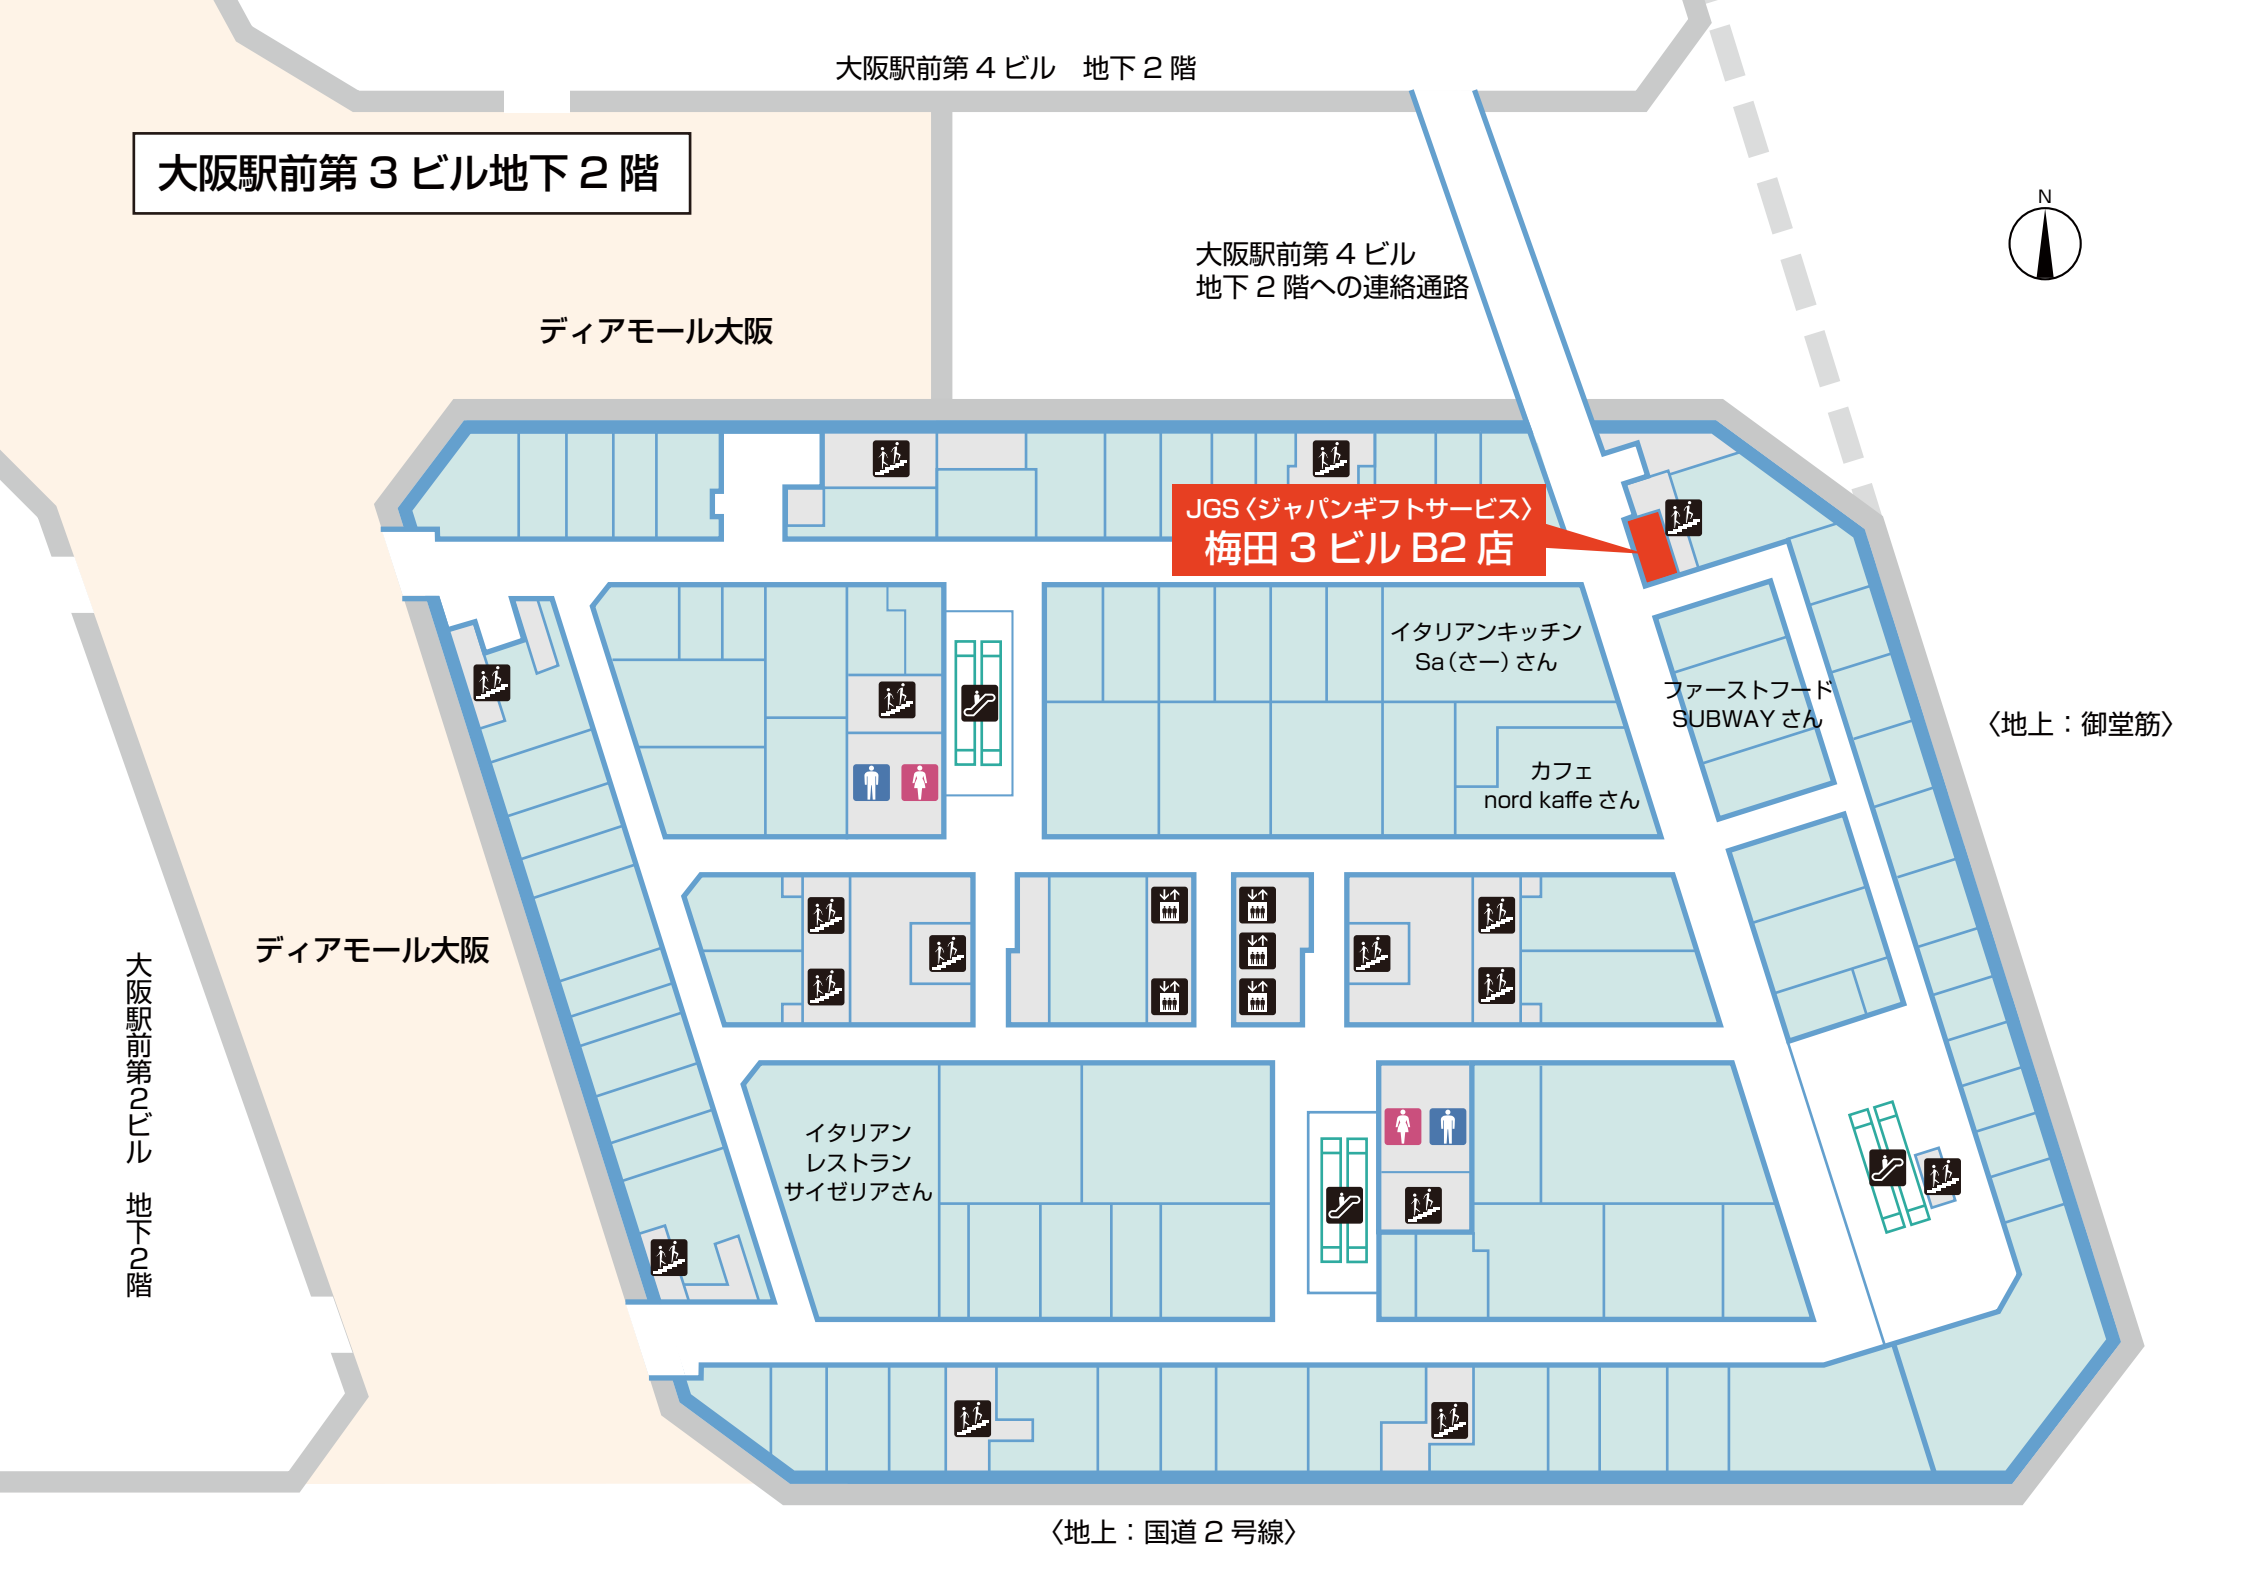 大阪駅前第4ビル　地下2階
大阪駅前第3ビル地下2階
N
大阪駅前第4ビル
地下2階への連絡通路
ディアモール大阪
JGS〈ジャパンギフトサービス〉
梅田3ビルB2店
イタリアンキッチン
Sa(さー)さん
ファーストフード
SUBWAYさん
〈地上：御堂筋〉
カフェ
nord kaffeさん
ディアモール大阪
大阪駅前第2ビル　地下2階
イタリアン
レストラン
サイゼリアさん
〈地上：国道2号線〉